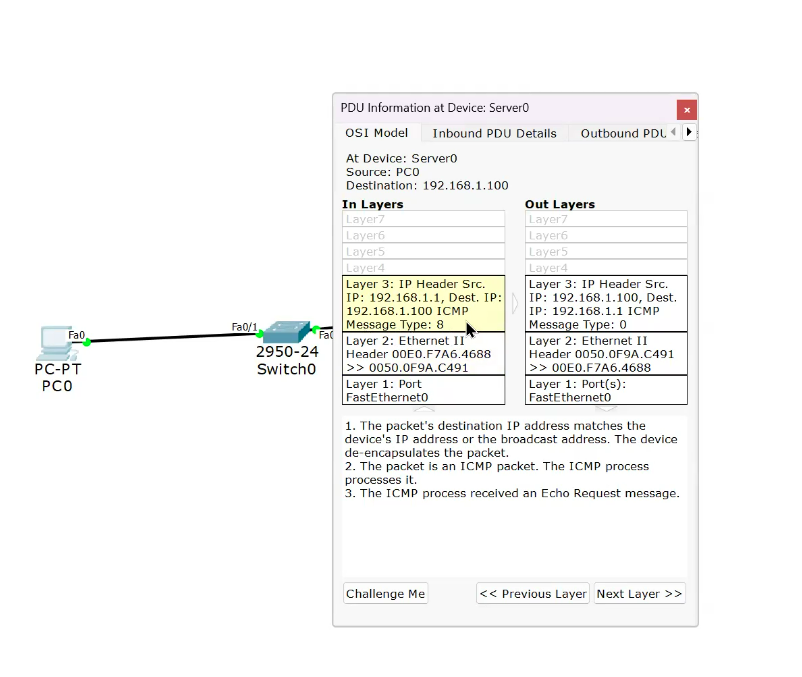 PDU Information at Device: Server0
OSI Model
Inbound PDU Details
Outbound PDU
At Device: Server0
Source: PC0
Destination: 192.168.1.100
In Layers
Layer7
Layer6
Layer5
Layer4
Layer 3: IP Header Src.
IP: 192.168.1.1, Dest. IP:
192.168.1.100 ICMP
Message Type: 8
Layer 2: Ethernet II
Header 00E0.F7A6.4688
>> 0050.0F9A.C491
Layer 1: Port
FastEthernet0
Out Layers
Layer7
Layer6
Layer5
Layer4
Layer 3: IP Header Src.
IP: 192.168.1.100, Dest.
IP: 192.168.1.1 ICMP
Message Type: 0
Layer 2: Ethernet II
Header 0050.0F9A.C491
>> 00E0.F7A6.4688
Layer 1: Port(s):
FastEthernet0
1. The packet's destination IP address matches the
device's IP address or the broadcast address. The device
de-encapsulates the packet.
2. The packet is an ICMP packet. The ICMP process
processes it.
3. The ICMP process received an Echo Request message.
Challenge Me
<< Previous Layer
Next Layer >>
Fa0
PC-PT
PC0
Fa0/1
2950-24
Switch0